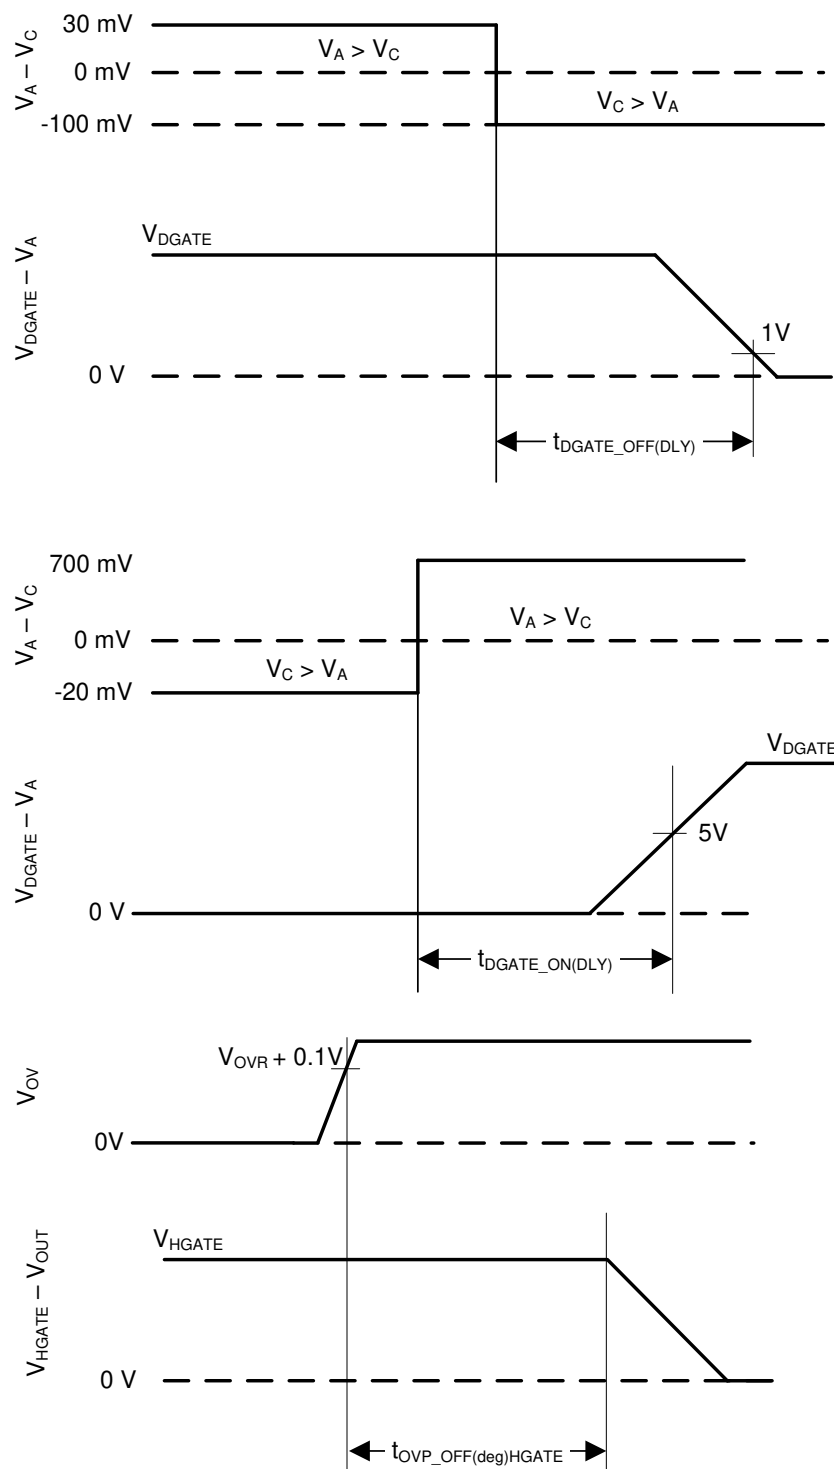 30 mV
V_A – V_C
V_A > V_C
0 mV
V_C > V_A
-100 mV
V_DGATE
V_DGATE – V_A
1V
0 V
t_DGATE_OFF(DLY)
700 mV
V_A – V_C
V_A > V_C
0 mV
V_C > V_A
-20 mV
V_DGATE
V_DGATE – V_A
5V
0 V
t_DGATE_ON(DLY)
V_OVR + 0.1V
V_OV
0V
V_HGATE
V_HGATE – V_OUT
0 V
t_OVP_OFF(deg)HGATE